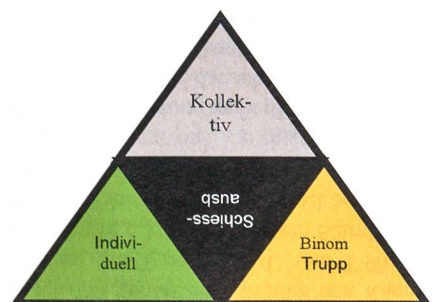 Kollek-
tiv
Schiess-
ausb
Indivi-
duell
Binom
Trupp